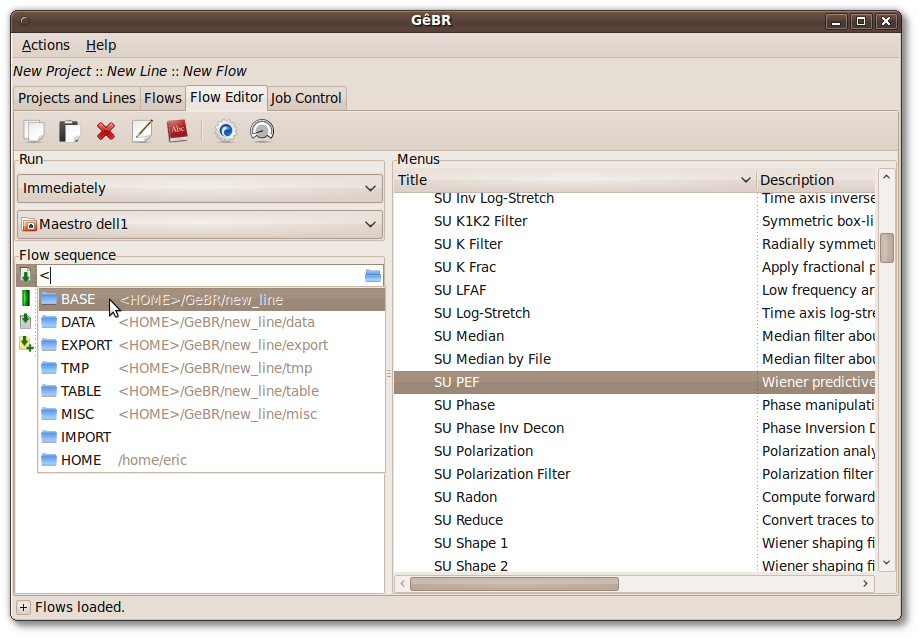 GêBR
Actions Help
New Project :: New Line :: New Flow
Projects and Lines Flows Flow Editor Job Control
Abc
Run
Immediately
Maestro dell1
Flow sequence
<
BASE <HOME>/GeBR/new_line
DATA <HOME>/GeBR/new_line/data
EXPORT <HOME>/GeBR/new_line/export
TMP <HOME>/GeBR/new_line/tmp
TABLE <HOME>/GeBR/new_line/table
MISC <HOME>/GeBR/new_line/misc
IMPORT
HOME /home/eric
Menus
Title Description
SU Inv Log-Stretch Time axis inverse
SU K1K2 Filter Symmetric box-li
SU K Filter Radially symmetr
SU K Frac Apply fractional p
SU LFAF Low frequency ar
SU Log-Stretch Time axis log-stre
SU Median Median filter abou
SU Median by File Median filter abou
SU PEF Wiener predictive
SU Phase Phase manipulati
SU Phase Inv Decon Phase Inversion D
SU Polarization Polarization analy
SU Polarization Filter Polarization filter
SU Radon Compute forward
SU Reduce Convert traces to
SU Shape 1 Wiener shaping fi
SU Shape 2 Wiener shaping fi
+ Flows loaded.